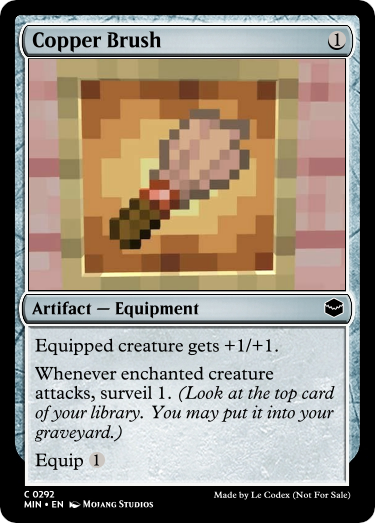 Copper Brush 1
Artifact — Equipment
Equipped creature gets +1/+1.
Whenever enchanted creature
attacks, surveil 1. (Look at the top card
of your library. You may put it into your
graveyard.)
Equip 1
C 0292
MIN • EN Mojang Studios
Made by Le Codex (Not For Sale)